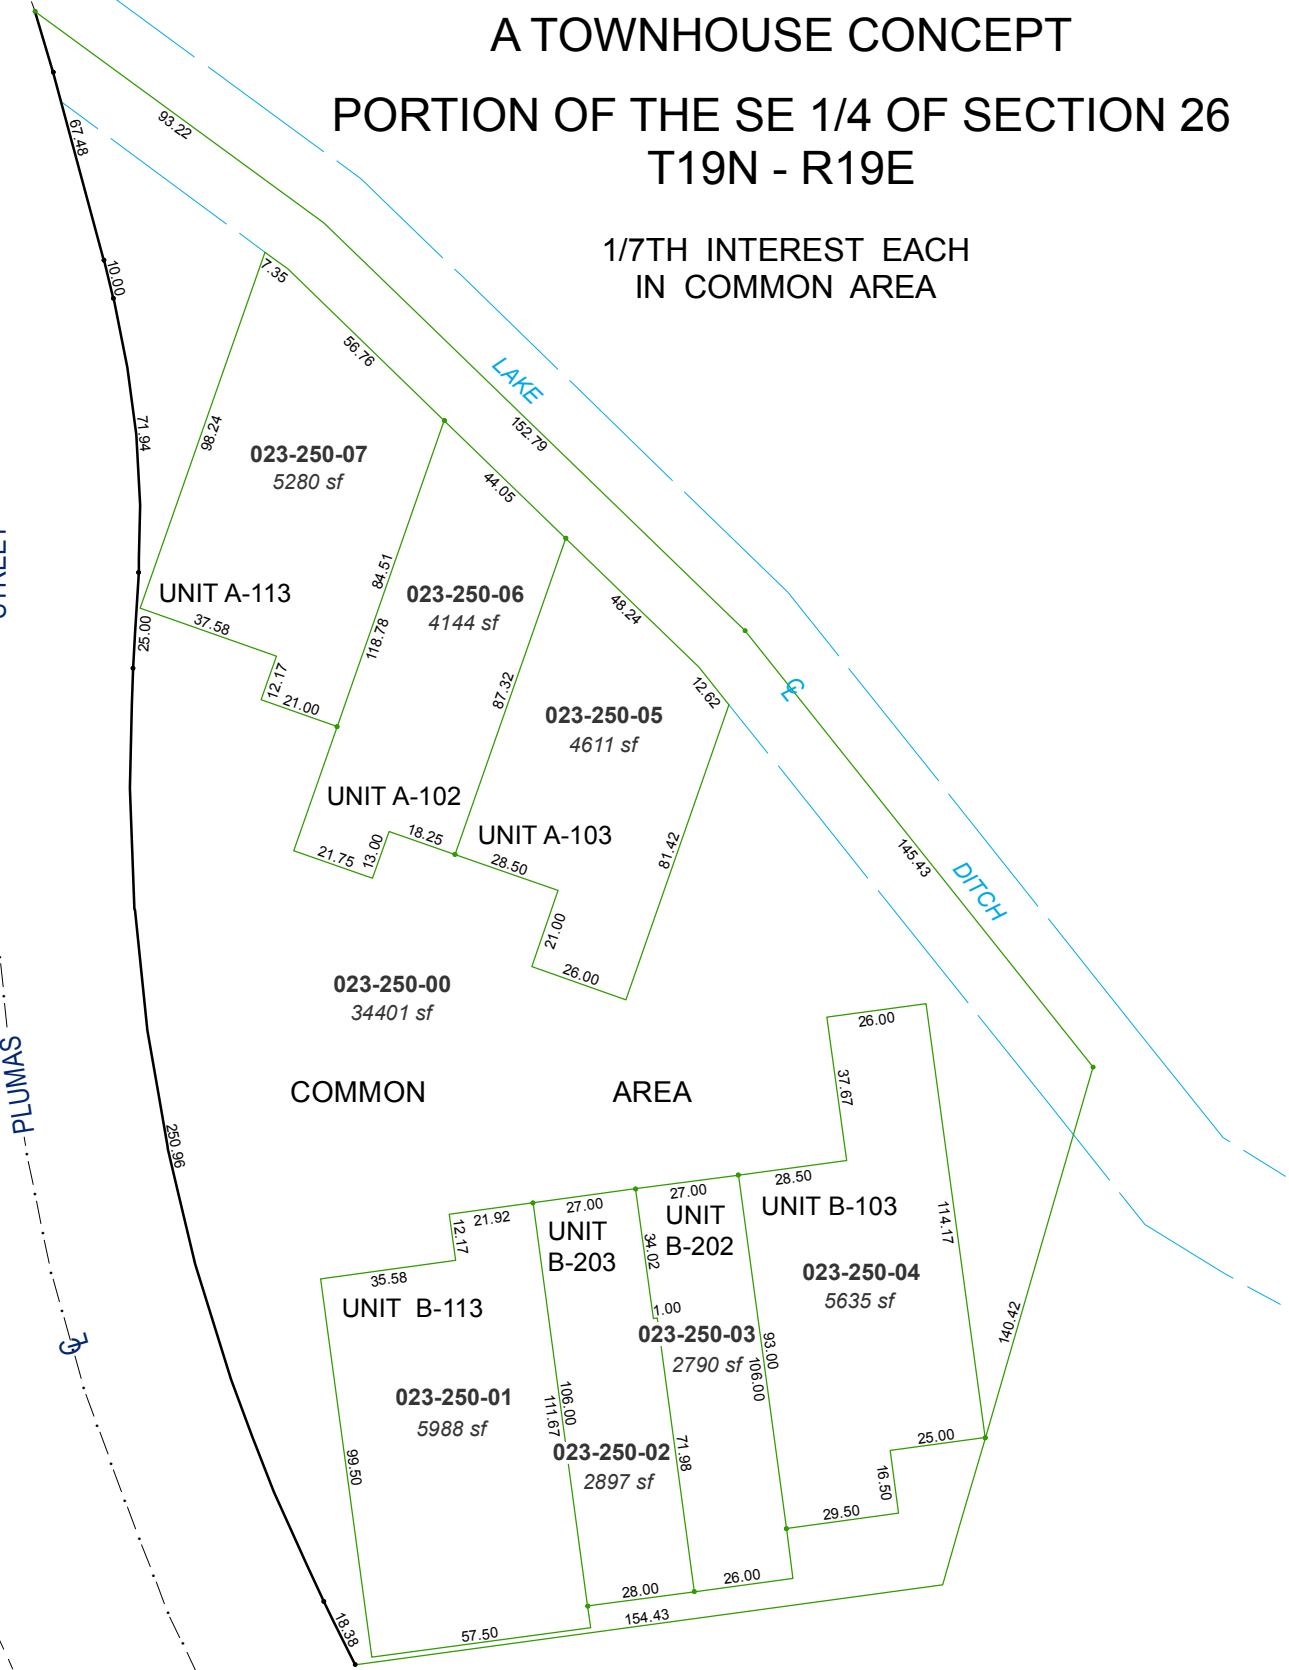 A TOWNHOUSE CONCEPT
PORTION OF THE SE 1/4 OF SECTION 26
T19N - R19E
1/7TH INTEREST EACH
IN COMMON AREA
93.22
67.48
10.00
7.35
56.76
LAKE
152.79
71.94
98.24
023-250-07
5280 sf
44.05
84.51
UNIT A-113
023-250-06
4144 sf
48.24
37.58
25.00
118.78
12.17
21.00
87.32
12.62
℄
023-250-05
4611 sf
UNIT A-102
UNIT A-103
18.25
21.75
13.00
28.50
81.42
145.43
DITCH
21.00
26.00
023-250-00
34401 sf
26.00
PLUMAS
37.67
COMMON AREA
250.96
28.50
27.00
27.00
21.92
12.17
UNIT
B-203
UNIT
B-202
UNIT B-103
34.02
114.17
35.58
023-250-04
5635 sf
UNIT B-113
1.00
140.42
℄
023-250-03
2790 sf
93.00
106.00
023-250-01
5988 sf
106.00
111.67
023-250-02
2897 sf
71.98
25.00
99.50
16.50
29.50
28.00
26.00
154.43
18.38
57.50